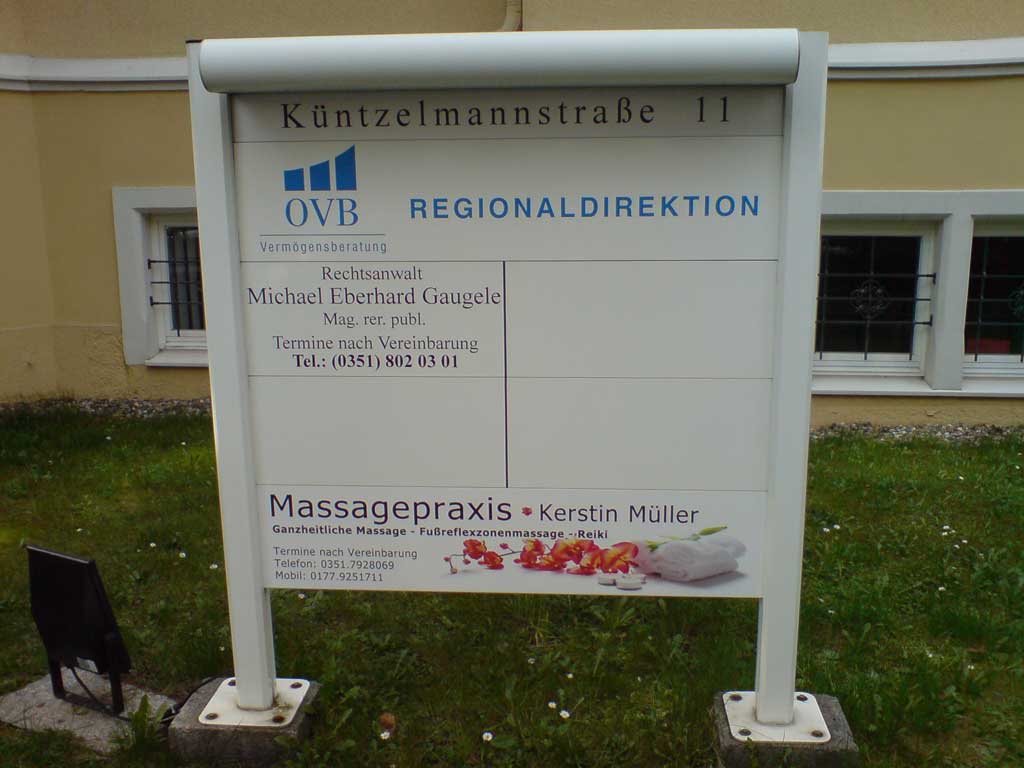 Küntzelmannstraße 11
OVB
Vermögensberatung
REGIONALDIREKTION
Rechtsanwalt
Michael Eberhard Gaugele
Mag. rer. publ.
Termine nach Vereinbarung
Tel.: (0351) 802 03 01
Massagepraxis Kerstin Müller
Ganzheitliche Massage - Fußreflexzonenmassage - Reiki
Termine nach Vereinbarung
Telefon: 0351.7928069
Mobil: 0177.9251711